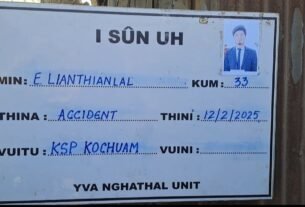 I SÛN UH
MIN: E LIANTHIANLAL KUM: 33
THINA: ACCIDENT THINI: 12/2/2025
VUITU: KSP KOCHUAM VUINI:
YVA NGHATHAL UNIT